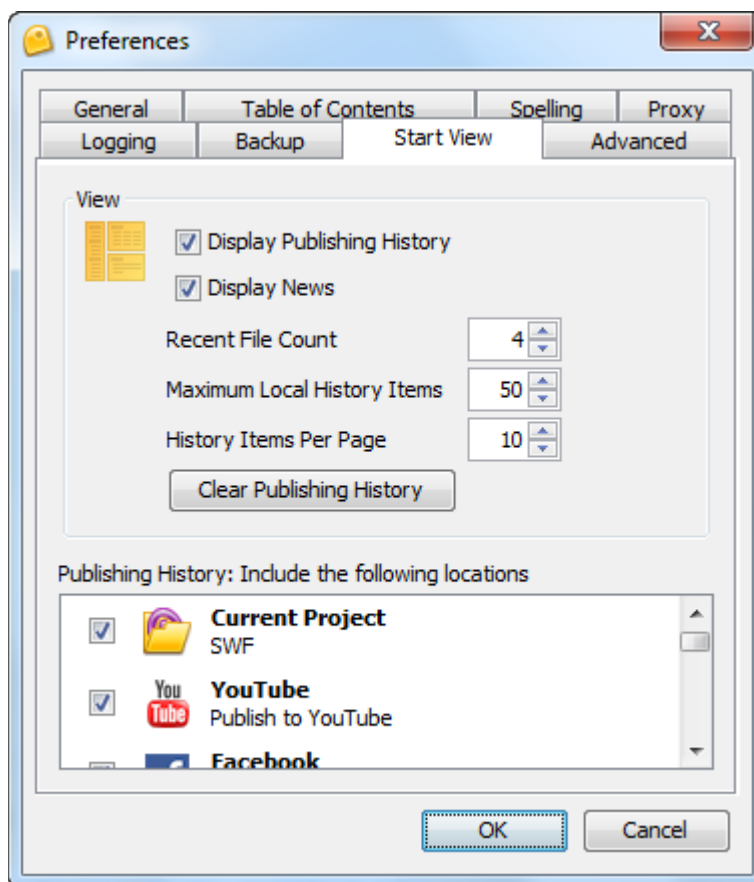 Preferences
General Table of Contents Spelling Proxy
Logging Backup Start View Advanced
View
Display Publishing History
Display News
Recent File Count 4
Maximum Local History Items 50
History Items Per Page 10
Clear Publishing History
Publishing History: Include the following locations
Current Project
SWF
You
Tube
YouTube
Publish to YouTube
Facebook
OK Cancel